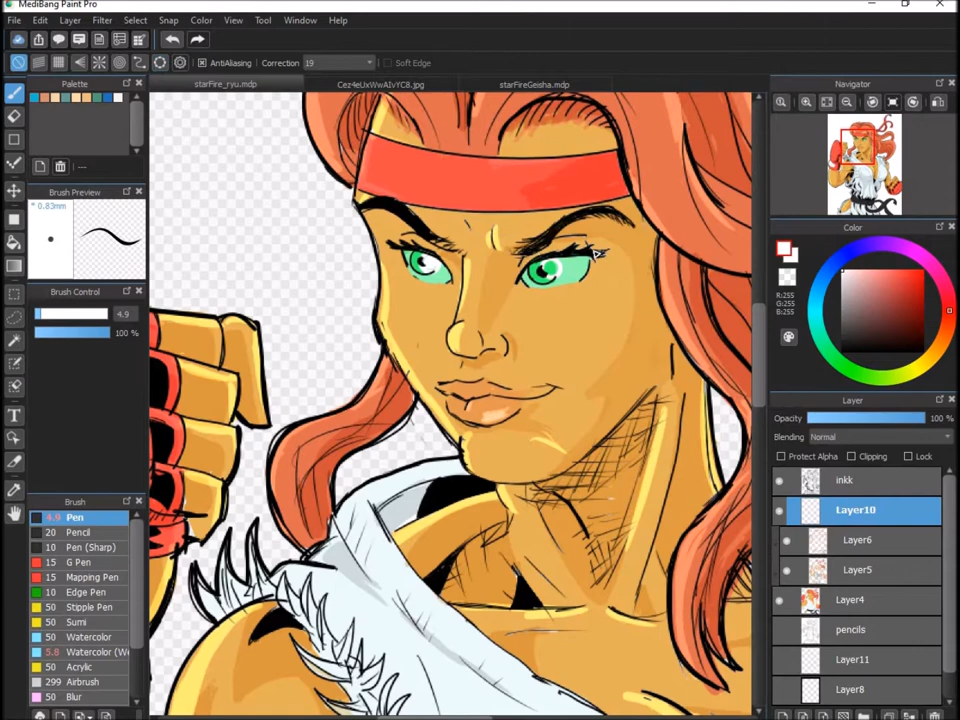 MediBang Paint Pro
File Edit Layer Filter Select Snap Color View Tool Window Help
AntiAliasing Correction 19 Soft Edge
Palette starFire_ryu.mdp Cez4eUxWwAIvYC8.jpg starFireGeisha.mdp Navigator
---
Brush Preview
* 0.83mm
Color
R:255
G:255
B:255
Brush Control
4.9
100 %
Layer
Opacity 100 %
Blending Normal
Protect Alpha Clipping Lock
inkk
Layer10
Layer6
Layer5
Layer4
pencils
Layer11
Layer8
Brush
4.9 Pen
20 Pencil
10 Pen (Sharp)
15 G Pen
15 Mapping Pen
10 Edge Pen
50 Stipple Pen
50 Sumi
50 Watercolor
5.8 Watercolor (We
50 Acrylic
299 Airbrush
50 Blur